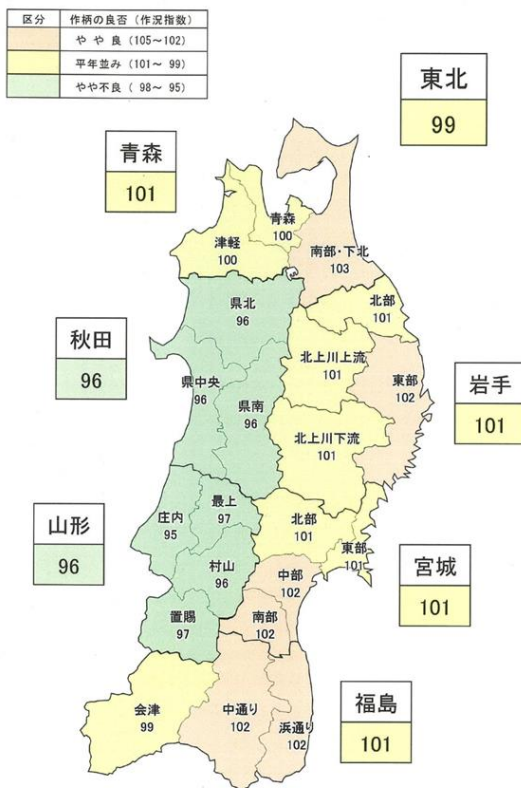 区分 作柄の良否（作況指数）
やや良（105～102）
平年並み（101～ 99）
やや不良（ 98～ 95）
東北
99
青森
101
青森
100
津軽
100
南部・下北
103
県北
96
北部
101
秋田
96
北上川上流
101
県中央
96
県南
96
東部
102
岩手
101
北上川下流
101
庄内
95
最上
97
山形
96
村山
96
北部
101
東部
101
宮城
101
中部
102
置賜
97
南部
102
会津
99
中通り
102
浜通り
102
福島
101